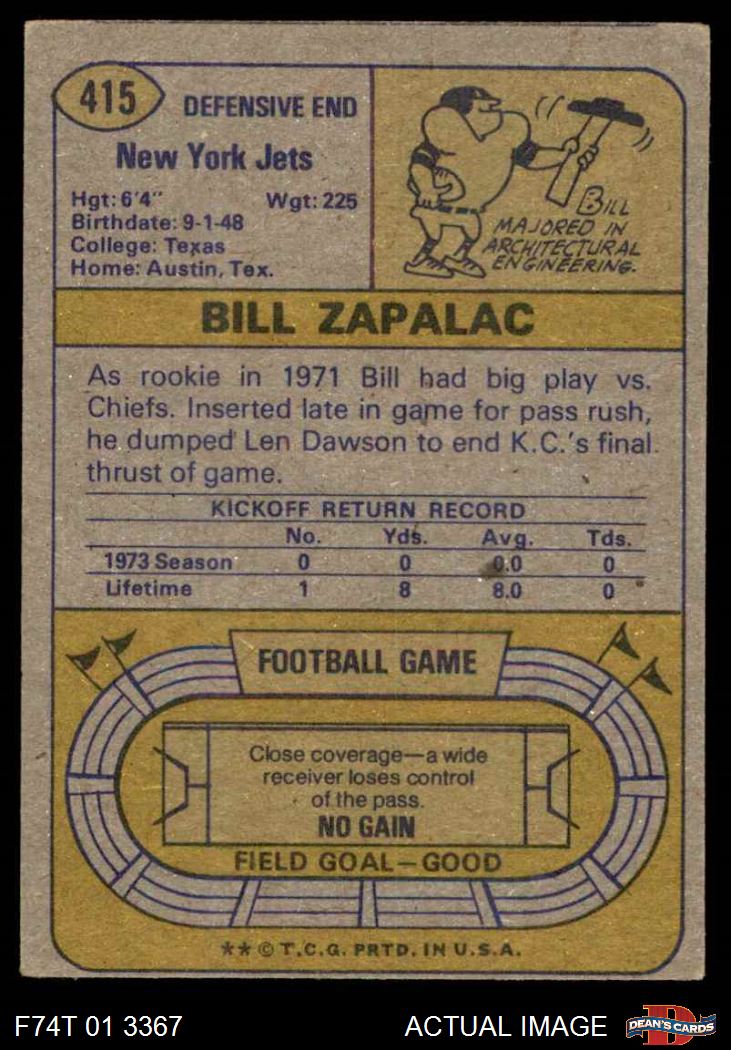 415
DEFENSIVE END
New York Jets
Hgt: 6'4" Wgt: 225
Birthdate: 9-1-48
College: Texas
Home: Austin, Tex.
BILL
MAJORED IN
ARCHITECTURAL
ENGINEERING.
BILL ZAPALAC
As rookie in 1971 Bill had big play vs.
Chiefs. Inserted late in game for pass rush,
he dumped Len Dawson to end K.C.'s final
thrust of game.
KICKOFF RETURN RECORD
No. Yds. Avg. Tds.
1973 Season 0 0 0.0 0
Lifetime 1 8 8.0 0
FOOTBALL GAME
Close coverage—a wide
receiver loses control
of the pass.
NO GAIN
FIELD GOAL—GOOD
** © T.C.G. PRTD. IN U.S.A.
F74T 01 3367 ACTUAL IMAGE
D
DEAN'S CARDS